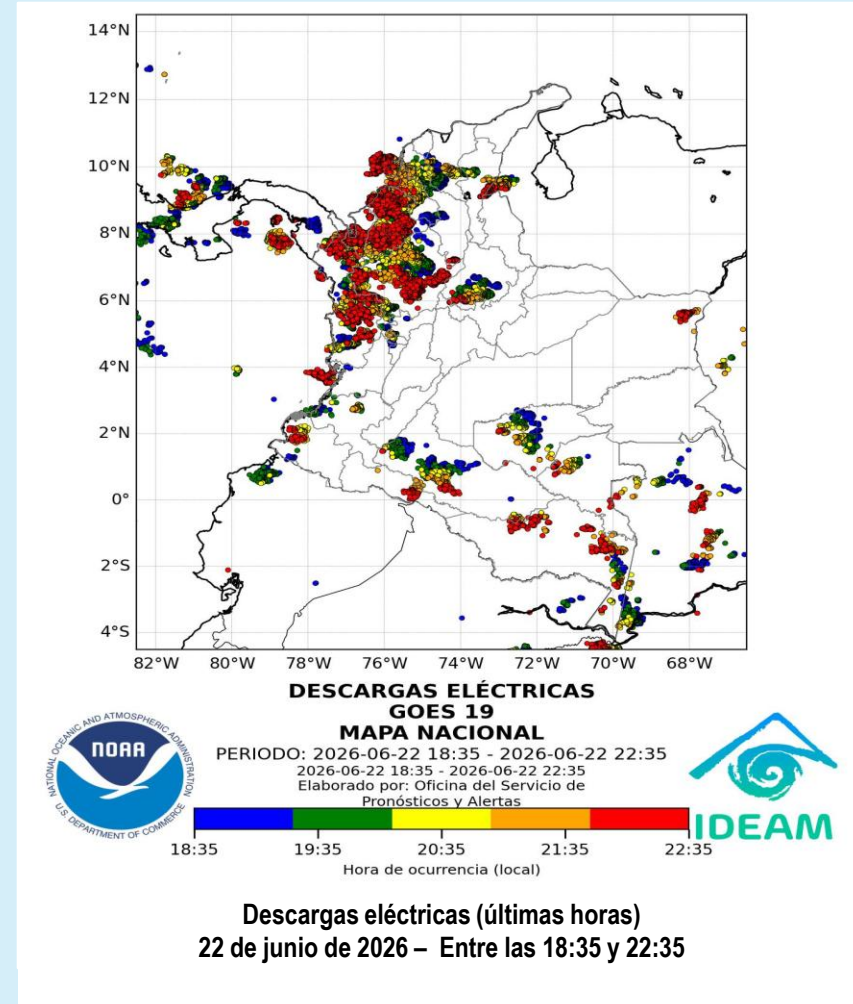 14°N
12°N
10°N
8°N
6°N
4°N
2°N
0°
2°S
4°S
82°W 80°W 78°W 76°W 74°W 72°W 70°W 68°W
DESCARGAS ELÉCTRICAS
GOES 19
MAPA NACIONAL
PERIODO: 2026-06-22 18:35 - 2026-06-22 22:35
2026-06-22 18:35 - 2026-06-22 22:35
Elaborado por: Oficina del Servicio de
Pronósticos y Alertas
NATIONAL OCEANIC AND ATMOSPHERIC ADMINISTRATION
NOAA
U.S. DEPARTMENT OF COMMERCE
IDEAM
18:35 19:35 20:35 21:35 22:35
Hora de ocurrencia (local)
Descargas eléctricas (últimas horas)
22 de junio de 2026 – Entre las 18:35 y 22:35